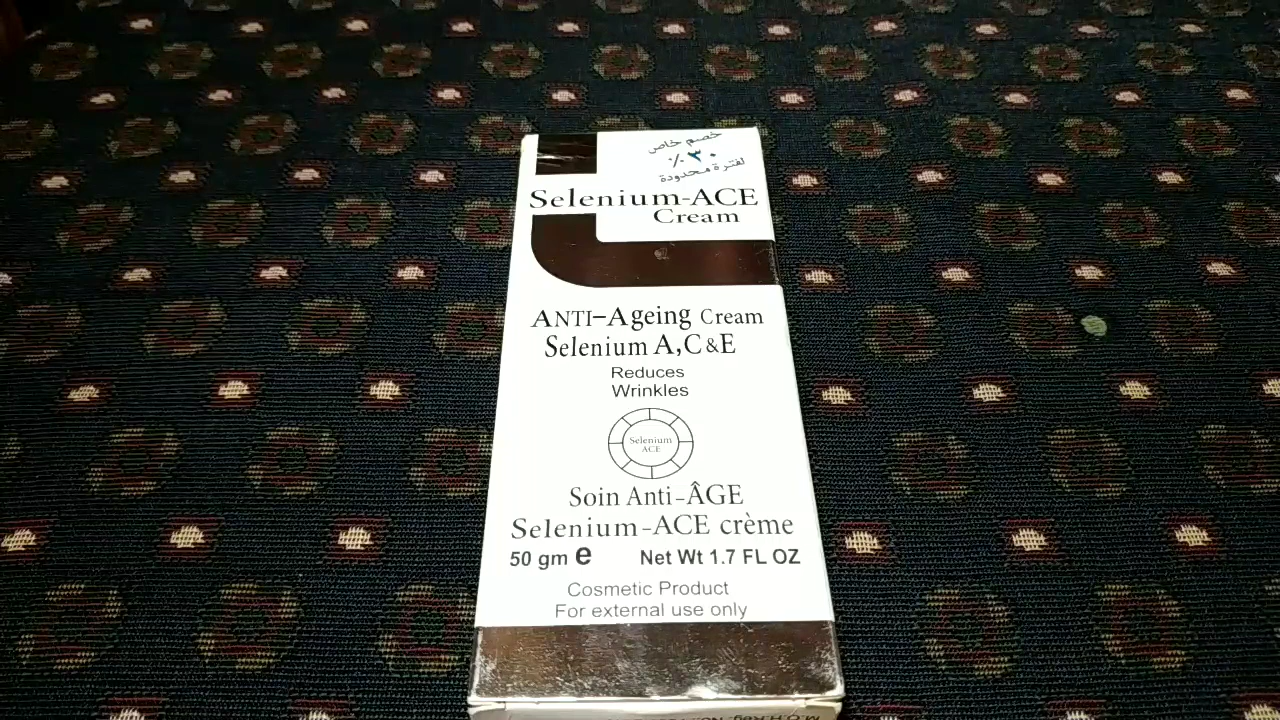 خصم خاص
٣٠٪
لفترة محدودة
Selenium-ACE
Cream
ANTI-Ageing Cream
Selenium A,C&E
Reduces
Wrinkles
Selenium
ACE
Soin Anti-ÂGE
Selenium-ACE crème
50 gm e Net Wt 1.7 FL OZ
Cosmetic Product
For external use only